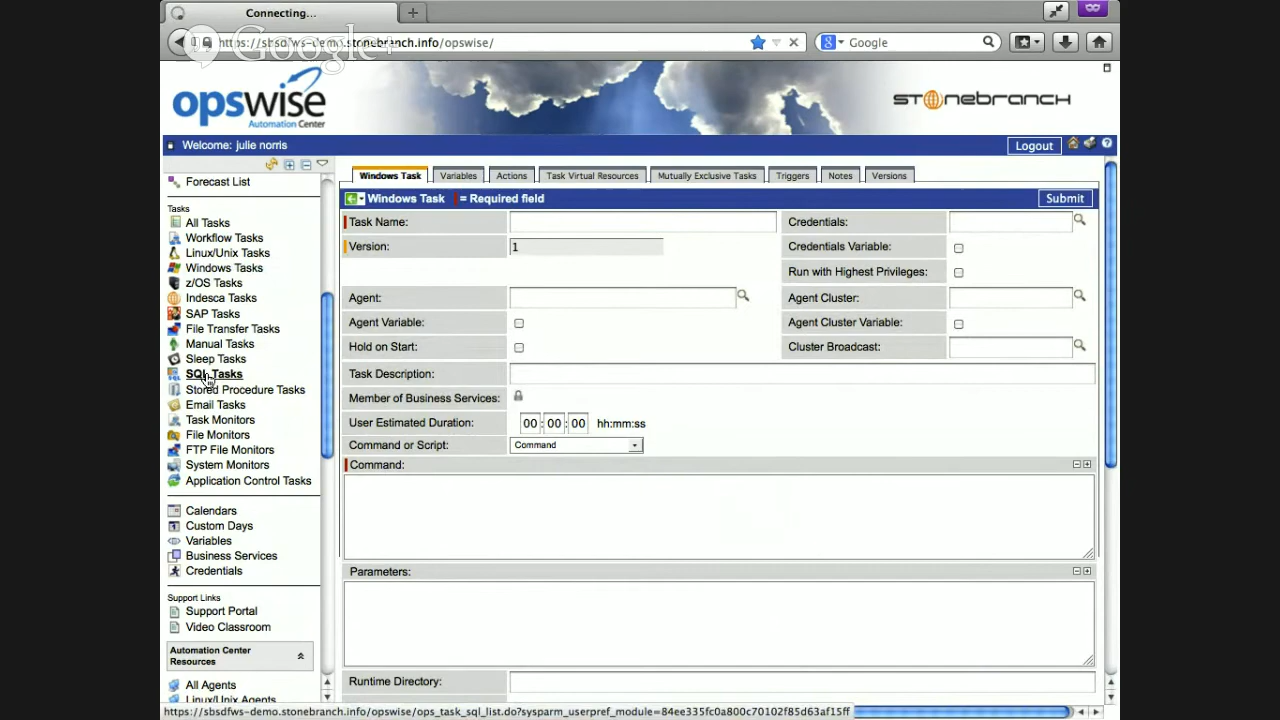 Connecting...
https://sbsdfws-demo.stonebranch.info/opswise/
Google+
Google
opswise
Automation Center
STONEBRANCH
Welcome: julie norris
Logout
Forecast List
Tasks
All Tasks
Workflow Tasks
Linux/Unix Tasks
Windows Tasks
z/OS Tasks
Indesca Tasks
SAP Tasks
File Transfer Tasks
Manual Tasks
Sleep Tasks
SQL Tasks
Stored Procedure Tasks
Email Tasks
Task Monitors
File Monitors
FTP File Monitors
System Monitors
Application Control Tasks
Calendars
Custom Days
Variables
Business Services
Credentials
Support Links
Support Portal
Video Classroom
Automation Center
Resources
All Agents
Linux/Unix Agents
Windows Task
Variables
Actions
Task Virtual Resources
Mutually Exclusive Tasks
Triggers
Notes
Versions
Windows Task = Required field
Submit
Task Name:
Credentials:
Version: 1
Credentials Variable:
Run with Highest Privileges:
Agent:
Agent Cluster:
Agent Variable:
Agent Cluster Variable:
Hold on Start:
Cluster Broadcast:
Task Description:
Member of Business Services:
User Estimated Duration: 00 : 00 : 00 hh:mm:ss
Command or Script: Command
Command:
Parameters:
Runtime Directory:
https://sbsdfws-demo.stonebranch.info/opswise/ops_task_sql_list.do?sysparm_userpref_module=84ee335fc0a800c70102f85d63af15ff